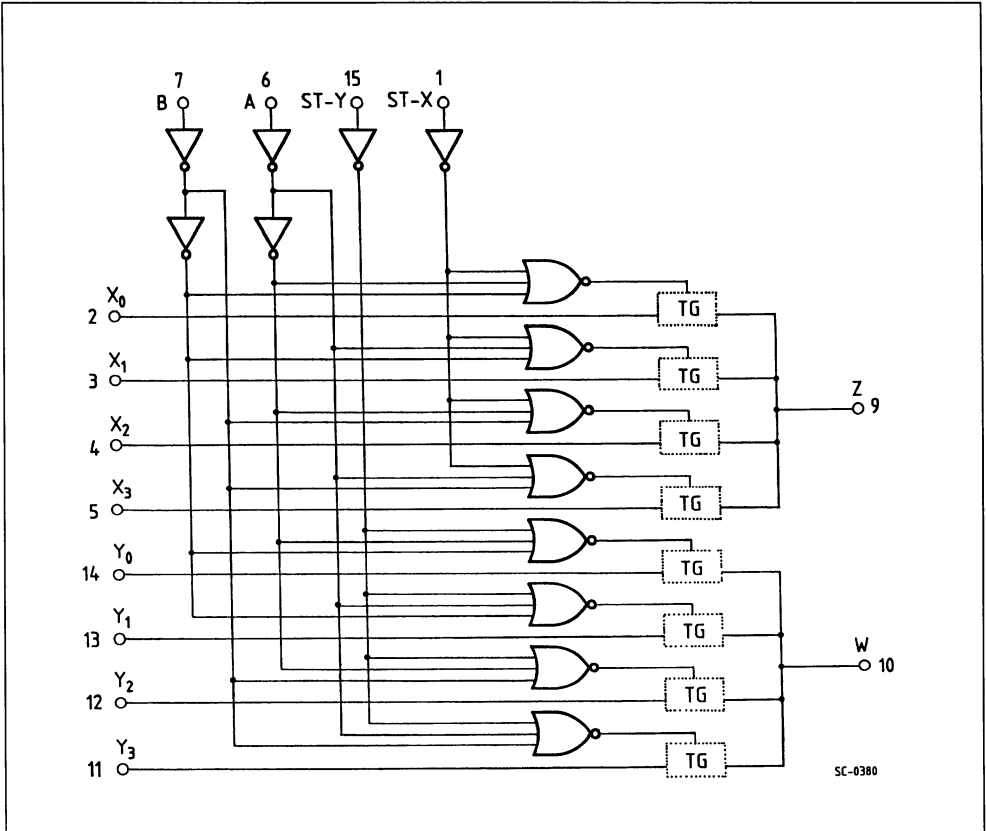 7 6 15 1
B A ST-Y ST-X
X0
2 TG
X1
3 TG
Z
9
X2
4 TG
X3
5 TG
Y0
14 TG
Y1
13 TG
W
10
Y2
12 TG
Y3
11 TG
SC-0380